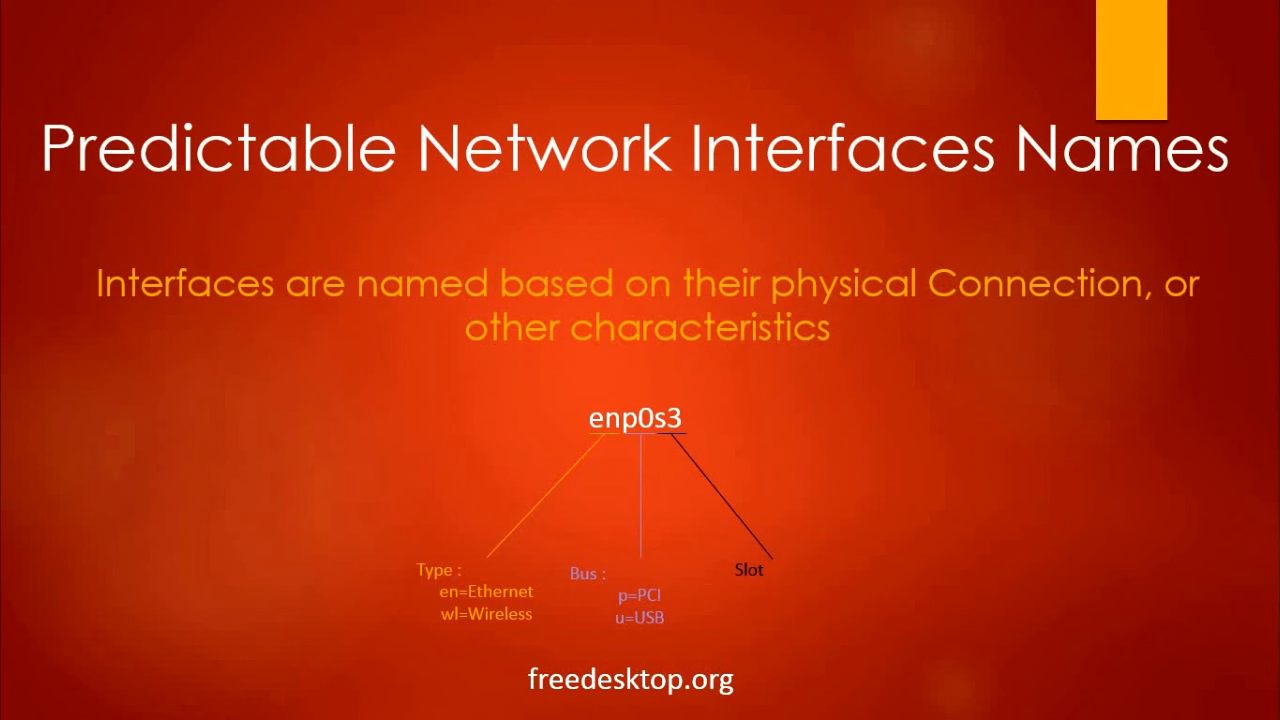 Predictable Network Interfaces Names
Interfaces are named based on their physical Connection, or
other characteristics
enp0s3
Type :
en=Ethernet
wl=Wireless
Bus :
p=PCI
u=USB
Slot
freedesktop.org